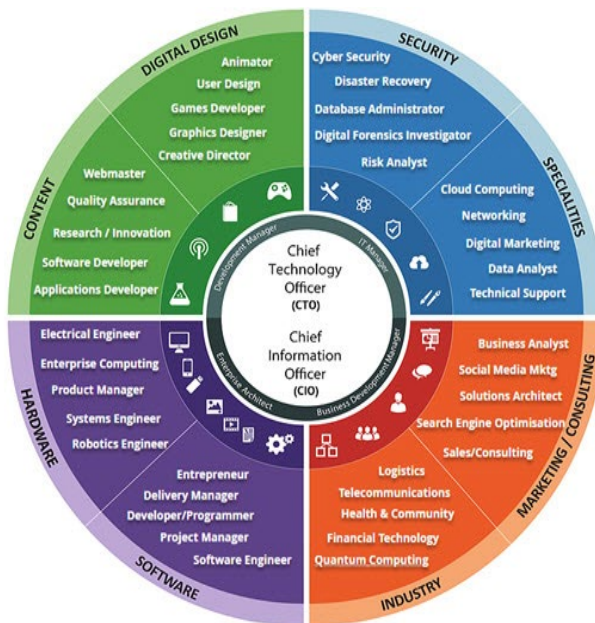 DIGITAL DESIGN
Animator
User Design
Games Developer
Graphics Designer
Creative Director
CONTENT
Webmaster
Quality Assurance
Research / Innovation
Software Developer
Applications Developer
SECURITY
Cyber Security
Disaster Recovery
Database Administrator
Digital Forensics Investigator
Risk Analyst
SPECIALITIES
Cloud Computing
Networking
Digital Marketing
Data Analyst
Technical Support
Development Manager
IT Manager
Chief
Technology
Officer
(CTO)
Chief
Information
Officer
(CIO)
Enterprise Architect
Business Development Manager
HARDWARE
Electrical Engineer
Enterprise Computing
Product Manager
Systems Engineer
Robotics Engineer
SOFTWARE
Entrepreneur
Delivery Manager
Developer/Programmer
Project Manager
Software Engineer
MARKETING / CONSULTING
Business Analyst
Social Media Mktg
Solutions Architect
Search Engine Optimisation
Sales/Consulting
INDUSTRY
Logistics
Telecommunications
Health & Community
Financial Technology
Quantum Computing